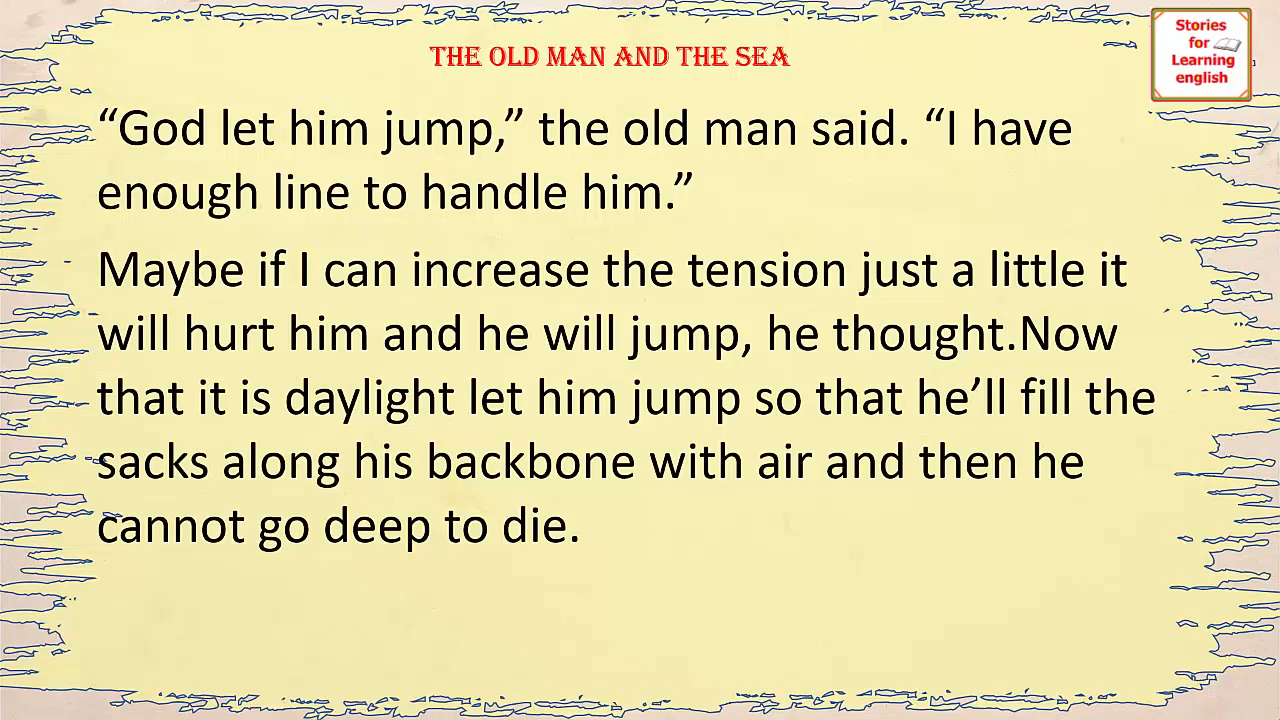 THE OLD MAN AND THE SEA
Stories
for
Learning
english
“God let him jump,” the old man said. “I have
enough line to handle him.”
Maybe if I can increase the tension just a little it
will hurt him and he will jump, he thought.Now
that it is daylight let him jump so that he’ll fill the
sacks along his backbone with air and then he
cannot go deep to die.